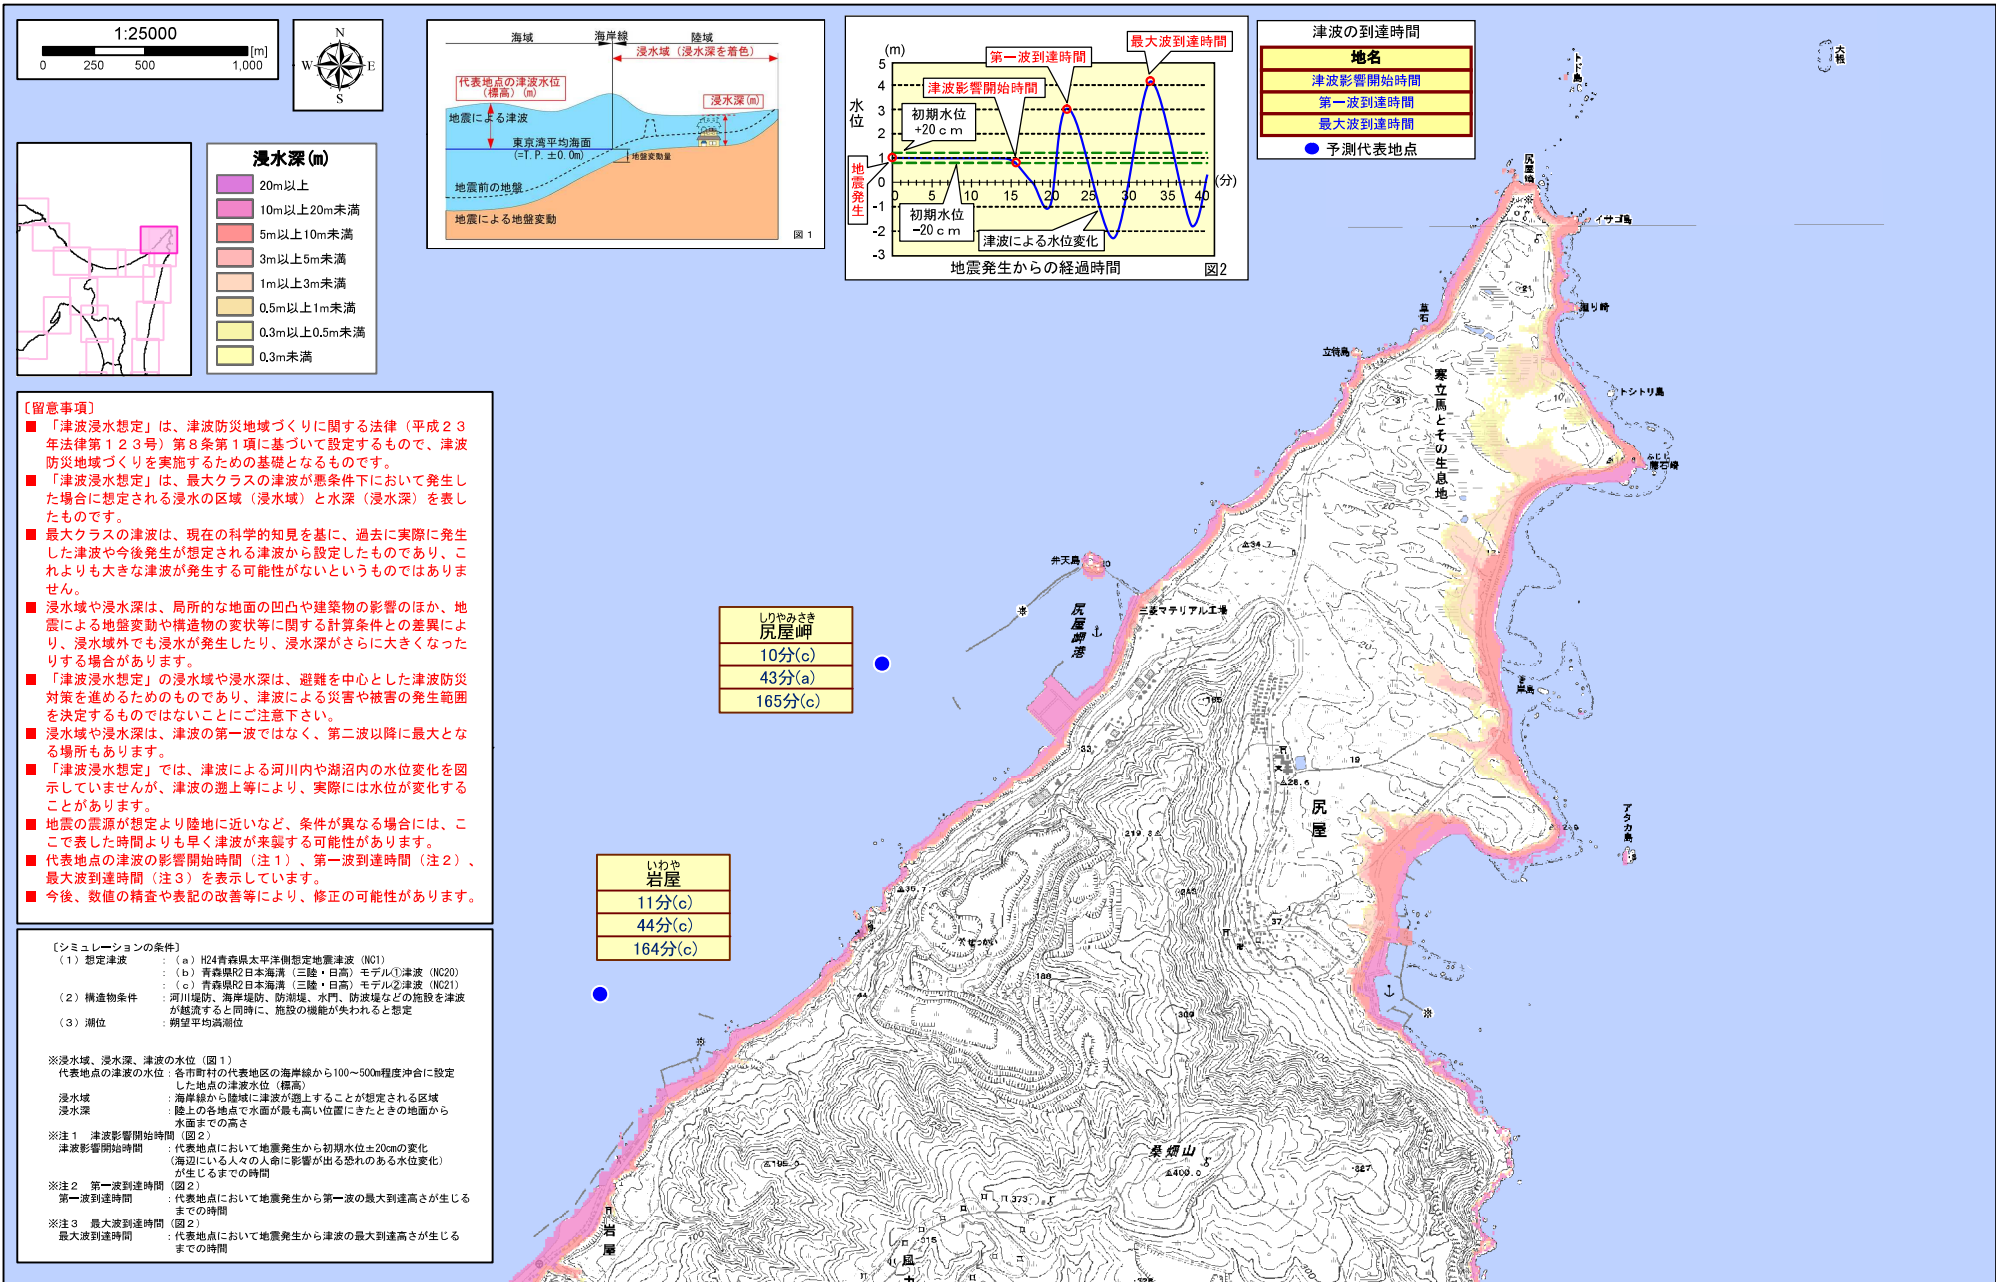 1:25000
[m]
0 250 500 1,000
N
W E
S
浸水深(m)
20m以上
10m以上20m未満
5m以上10m未満
3m以上5m未満
1m以上3m未満
0.5m以上1m未満
0.3m以上0.5m未満
0.3m未満
海域 海岸線 陸域
浸水域（浸水深を着色）
代表地点の津波水位
（標高）(m)
浸水深(m)
地震による津波
東京湾平均海面
(=T.P.±0.0m)
地盤変動量
地震前の地盤
地震による地盤変動
図1
(m)
水位
5
4
3
2
1
0
-1
-2
-3
0 5 10 15 20 25 30 35 40
(分)
最大波到達時間
第一波到達時間
津波影響開始時間
初期水位
+20cm
地震発生
初期水位
-20cm
津波による水位変化
地震発生からの経過時間
図2
津波の到達時間
地名
津波影響開始時間
第一波到達時間
最大波到達時間
予測代表地点
〔留意事項〕
■ 「津波浸水想定」は、津波防災地域づくりに関する法律（平成２３
年法律第１２３号）第８条第１項に基づいて設定するもので、津波
防災地域づくりを実施するための基礎となるものです。
■ 「津波浸水想定」は、最大クラスの津波が悪条件下において発生し
た場合に想定される浸水の区域（浸水域）と水深（浸水深）を表し
たものです。
■ 最大クラスの津波は、現在の科学的知見を基に、過去に実際に発生
した津波や今後発生が想定される津波から設定したものであり、こ
れよりも大きな津波が発生する可能性がないというものではありま
せん。
■ 浸水域や浸水深は、局所的な地面の凹凸や建築物の影響のほか、地
震による地盤変動や構造物の変状等に関する計算条件との差異によ
り、浸水域外でも浸水が発生したり、浸水深がさらに大きくなった
りする場合があります。
■ 「津波浸水想定」の浸水域や浸水深は、避難を中心とした津波防災
対策を進めるためのものであり、津波による災害や被害の発生範囲
を決定するものではないことにご注意下さい。
■ 浸水域や浸水深は、津波の第一波ではなく、第二波以降に最大とな
る場所もあります。
■ 「津波浸水想定」では、津波による河川内や湖沼内の水位変化を図
示していませんが、津波の遡上等により、実際には水位が変化する
ことがあります。
■ 地震の震源が想定より陸地に近いなど、条件が異なる場合には、こ
こで表した時間よりも早く津波が来襲する可能性があります。
■ 代表地点の津波の影響開始時間（注１）、第一波到達時間（注２）、
最大波到達時間（注３）を表示しています。
■ 今後、数値の精査や表記の改善等により、修正の可能性があります。
〔シミュレーションの条件〕
（１）想定津波 ：（ａ）H24青森県太平洋側想定地震津波（NC1）
：（ｂ）青森県R2日本海溝（三陸・日高）モデル①津波（NC20）
：（ｃ）青森県R2日本海溝（三陸・日高）モデル②津波（NC21）
（２）構造物条件 ：河川堤防、海岸堤防、防潮堤、水門、防波堤などの施設を津波
が越流すると同時に、施設の機能が失われると想定
（３）潮位 ：朔望平均満潮位
※浸水域、浸水深、津波の水位（図１）
代表地点の津波の水位：各市町村の代表地区の海岸線から100～500m程度沖合に設定
した地点の津波水位（標高）
浸水域 ：海岸線から陸域に津波が遡上することが想定される区域
浸水深 ：陸上の各地点で水面が最も高い位置にきたときの地面から
水面までの高さ
※注１ 津波影響開始時間（図２）
津波影響開始時間 ：代表地点において地震発生から初期水位±20cmの変化
（海辺にいる人々の人命に影響が出る恐れのある水位変化）
が生じるまでの時間
※注２ 第一波到達時間（図２）
第一波到達時間 ：代表地点において地震発生から第一波の最大到達高さが生じる
までの時間
※注３ 最大波到達時間（図２）
最大波到達時間 ：代表地点において地震発生から津波の最大到達高さが生じる
までの時間
しりやみさき
尻屋岬
10分(c)
43分(a)
165分(c)
いわや
岩屋
11分(c)
44分(c)
164分(c)
大根
トド島
尻屋崎
イサゴ島
草石
立待島
トシトリ島
寒立馬とその生息地
弁天島
尻屋岬港
三菱マテリアル工場
尻屋
アタカ島
桑畑山
400.0
岩屋